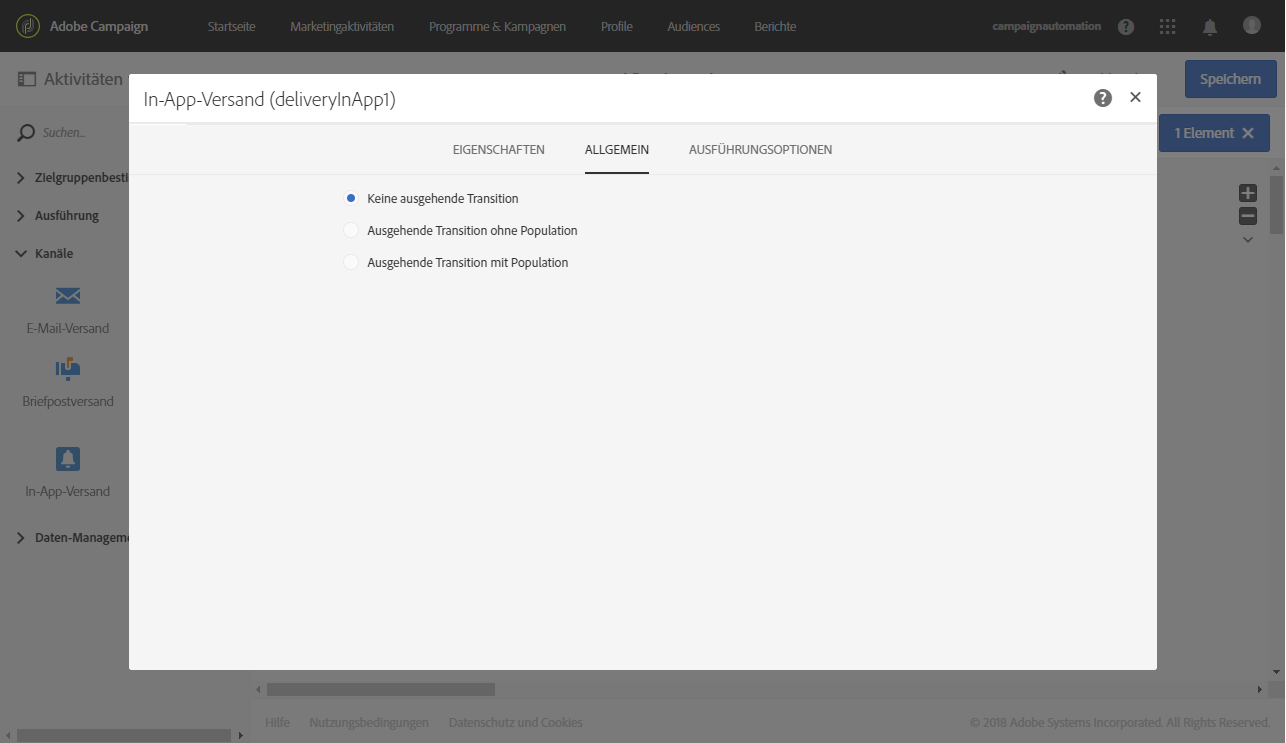 Adobe Campaign
Startseite
Marketingaktivitäten
Programme & Kampagnen
Profile
Audiences
Berichte
campaignautomation
Aktivitäten
Speichern
In-App-Versand (deliveryInApp1)
Suchen...
1 Element
EIGENSCHAFTEN
ALLGEMEIN
AUSFÜHRUNGSOPTIONEN
Zielgruppenbesti
Keine ausgehende Transition
Ausführung
Ausgehende Transition ohne Population
Kanäle
Ausgehende Transition mit Population
E-Mail-Versand
Briefpostversand
In-App-Versand
Daten-Manageme
Hilfe
Nutzungsbedingungen
Datenschutz und Cookies
© 2018 Adobe Systems Incorporated. All Rights Reserved.